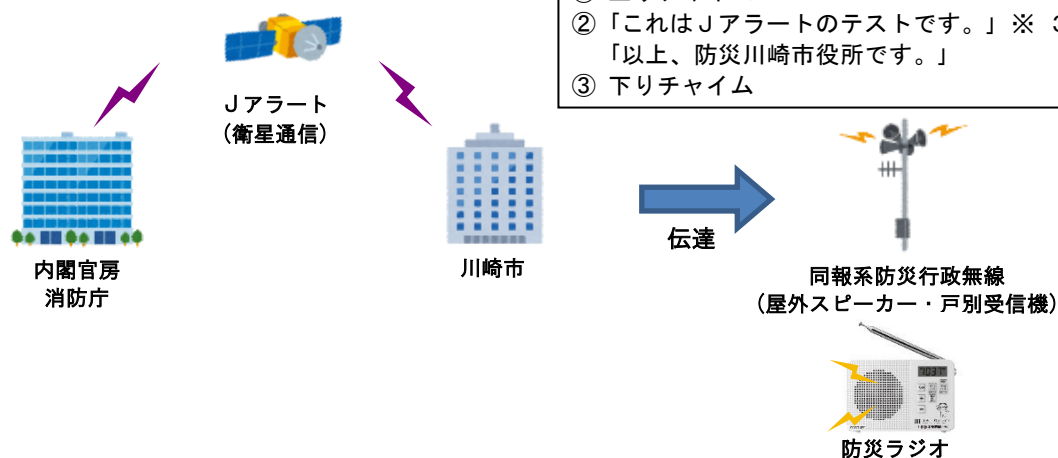 ②「これはＪアラートのテストです。」※
「以上、防災川崎市役所です。」
③ 下りチャイム
Ｊアラート
（衛星通信）
内閣官房
消防庁
川崎市
伝達
同報系防災行政無線
（屋外スピーカー・戸別受信機）
防災ラジオ